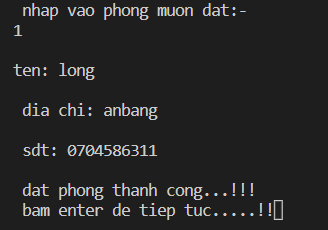 nhap vao phong muon dat:-
1
ten: long
dia chi: anbang
sdt: 0704586311
dat phong thanh cong...!!!
bam enter de tiep tuc.....!!